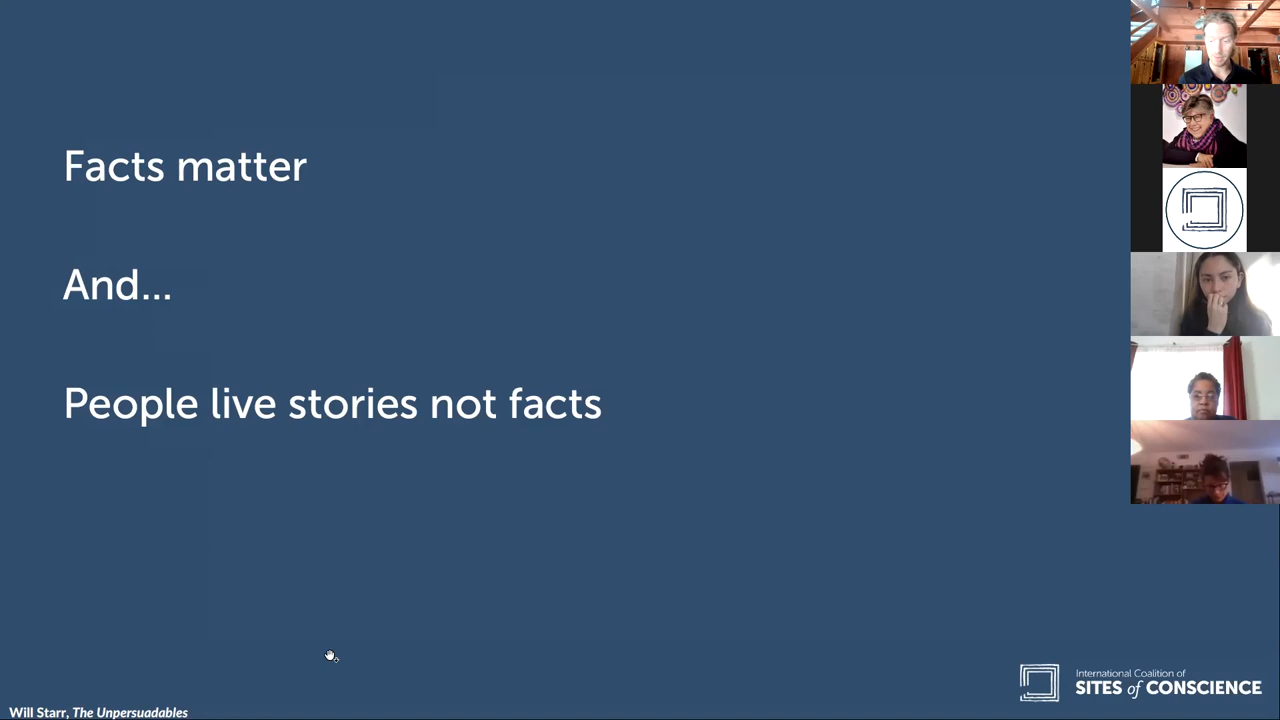 Facts matter
And...
People live stories not facts
International Coalition of
SITES of CONSCIENCE
Will Starr, The Unpersuadables